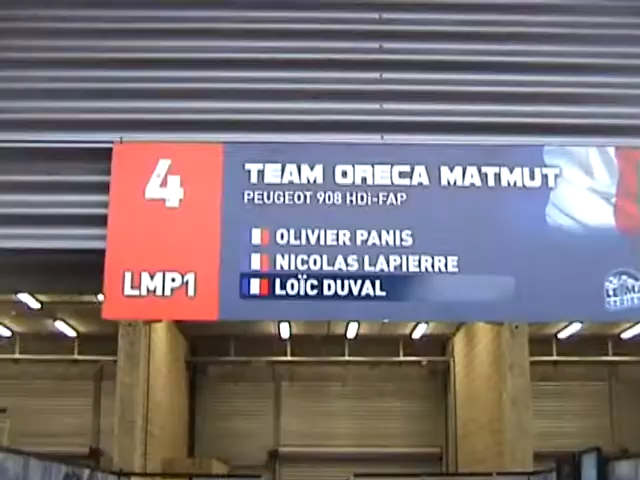 4
LMP1
TEAM ORECA MATMUT
PEUGEOT 908 HDi-FAP
OLIVIER PANIS
NICOLAS LAPIERRE
LOÏC DUVAL